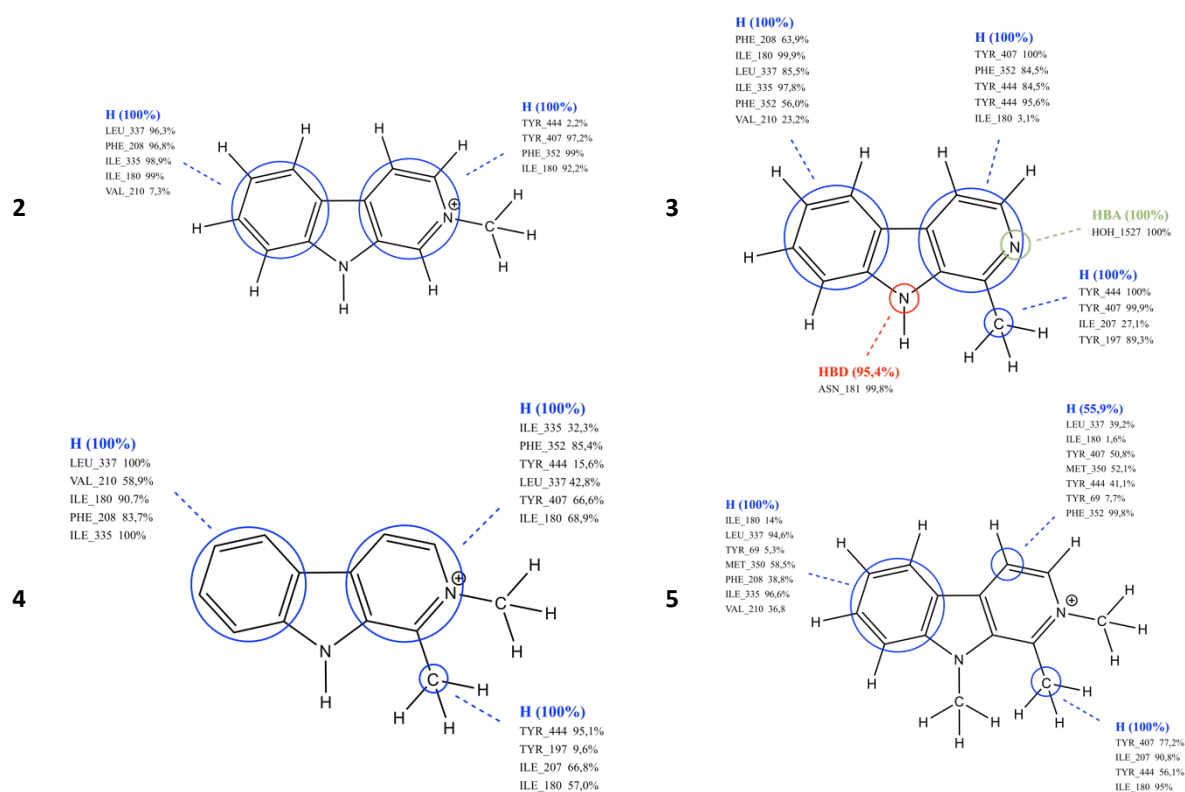 2
H (100%)
LEU_337 96,3%
PHE_208 96,8%
ILE_335 98,9%
ILE_180 99%
VAL_210 7,3%
H (100%)
TYR_444 2,2%
TYR_407 97,2%
PHE_352 99%
ILE_180 92,2%
H
H
H
H
H
H
H
N
⊕
C
H
H
H
N
H
H
3
H (100%)
PHE_208 63,9%
ILE_180 99,9%
LEU_337 85,5%
ILE_335 97,8%
PHE_352 56,0%
VAL_210 23,2%
H (100%)
TYR_407 100%
PHE_352 84,5%
TYR_444 84,5%
TYR_444 95,6%
ILE_180 3,1%
HBA (100%)
HOH_1527 100%
H (100%)
TYR_444 100%
TYR_407 99,9%
ILE_207 27,1%
TYR_197 89,3%
HBD (95,4%)
ASN_181 99,8%
H
H
H
H
H
H
N
N
H
C
H
H
H
4
H (100%)
LEU_337 100%
VAL_210 58,9%
ILE_180 90.7%
PHE_208 83,7%
ILE_335 100%
H (100%)
ILE_335 32,3%
PHE_352 85,4%
TYR_444 15,6%
LEU_337 42,8%
TYR_407 66,6%
ILE_180 68,9%
⊕
N
C
H
H
H
N
H
C
H
H
H
H (100%)
TYR_444 95,1%
TYR_197 9,6%
ILE_207 66,8%
ILE_180 57,0%
5
H (100%)
ILE_180 14%
LEU_337 94,6%
TYR_69 5,3%
MET_350 58,5%
PHE_208 38,8%
ILE_335 96,6%
VAL_210 36,8
H (55,9%)
LEU_337 39,2%
ILE_180 1,6%
TYR_407 50,8%
MET_350 52,1%
TYR_444 41,1%
TYR_69 7,7%
PHE_352 99,8%
H
H
H
H
H
H
⊕
N
C
H
H
H
N
C
H
H
H
C
H
H
H
H (100%)
TYR_407 77,2%
ILE_207 90,8%
TYR_444 56,1%
ILE_180 95%